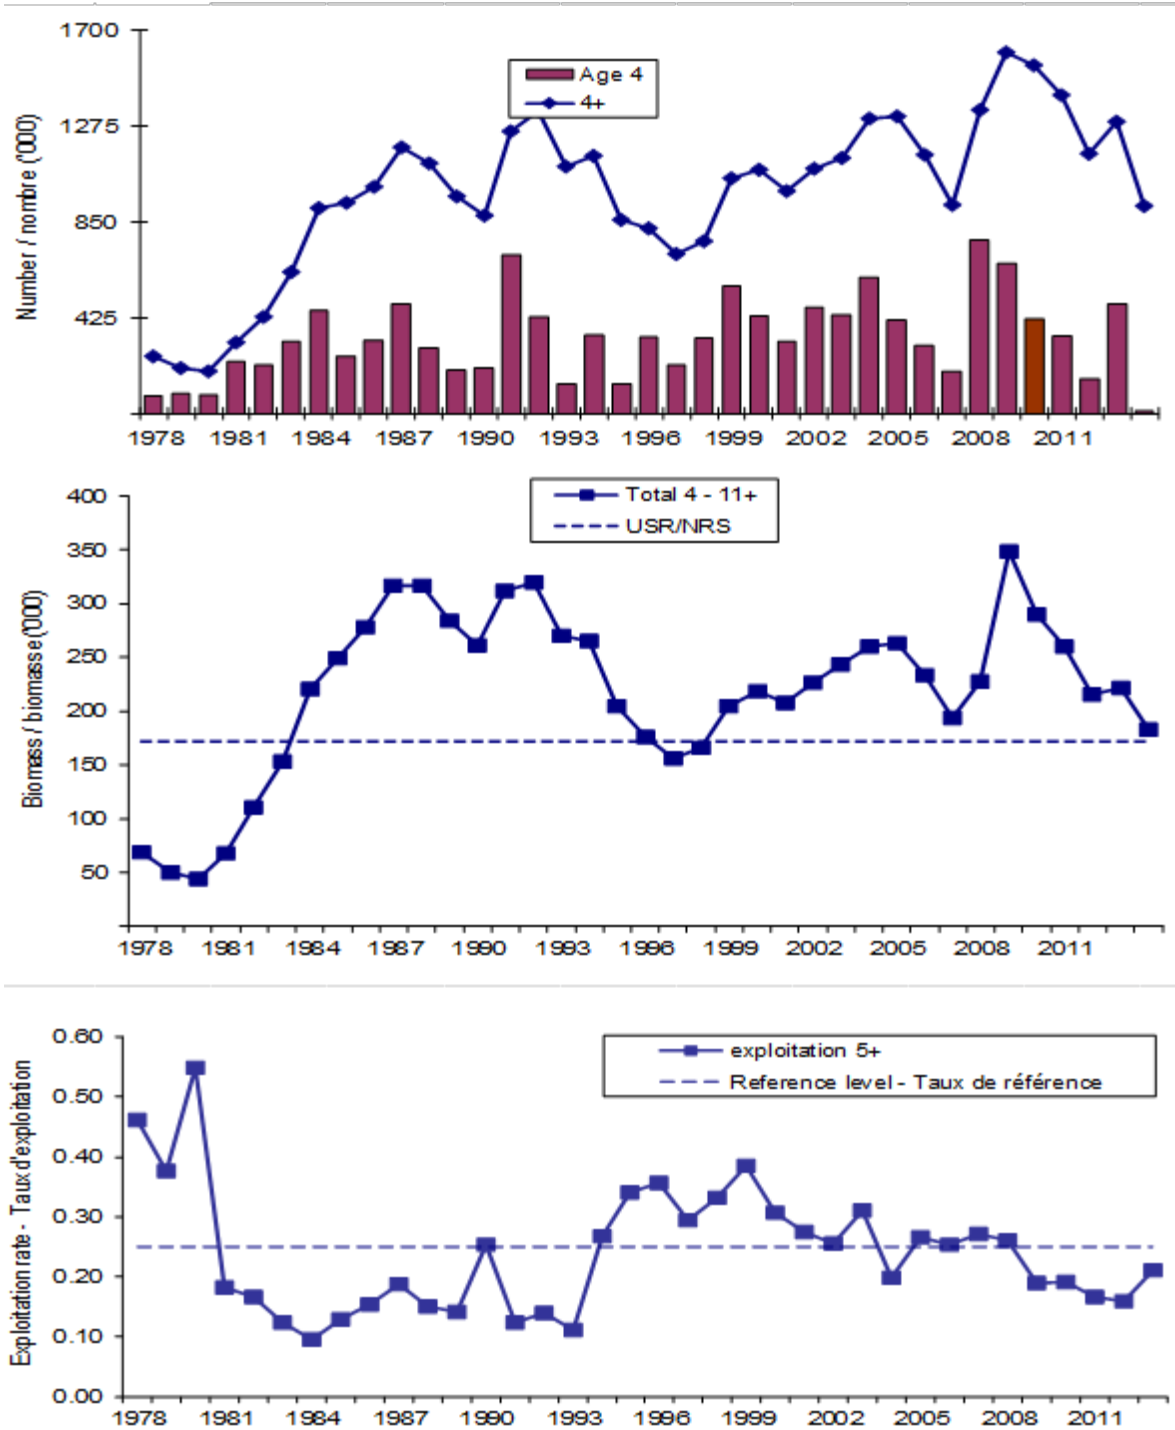 1700
1275
850
425
Number / nombre ('000)
Age 4
4+
1978 1981 1984 1987 1990 1993 1996 1999 2002 2005 2008 2011
400
350
300
250
200
150
100
50
Biomass / biomasse ('000)
Total 4 - 11+
USR/NRS
1978 1981 1984 1987 1990 1993 1996 1999 2002 2005 2008 2011
0.60
0.50
0.40
0.30
0.20
0.10
0.00
Exploitation rate - Taux d'exploitation
exploitation 5+
Reference level - Taux de référence
1978 1981 1984 1987 1990 1993 1996 1999 2002 2005 2008 2011